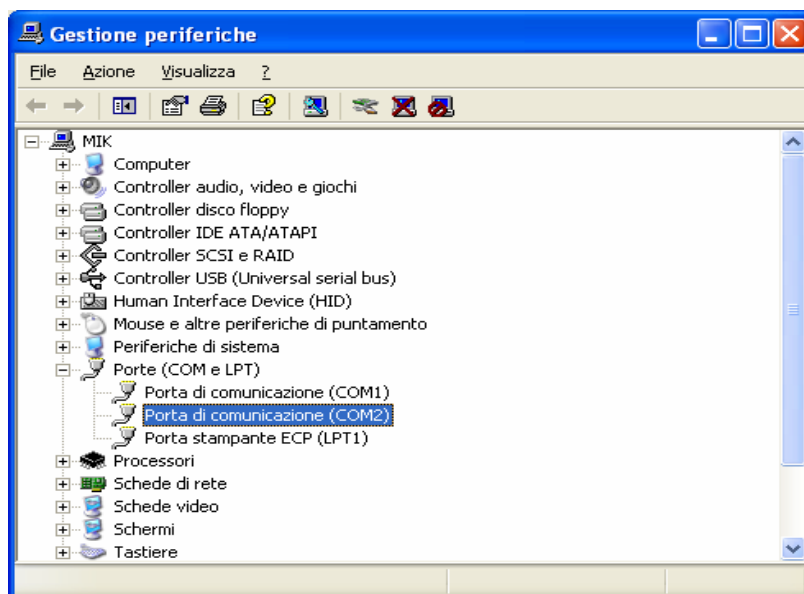 Gestione periferiche
File Azione Visualizza ?
MIK
Computer
Controller audio, video e giochi
Controller disco floppy
Controller IDE ATA/ATAPI
Controller SCSI e RAID
Controller USB (Universal serial bus)
Human Interface Device (HID)
Mouse e altre periferiche di puntamento
Periferiche di sistema
Porte (COM e LPT)
Porta di comunicazione (COM1)
Porta di comunicazione (COM2)
Porta stampante ECP (LPT1)
Processori
Schede di rete
Schede video
Schermi
Tastiere